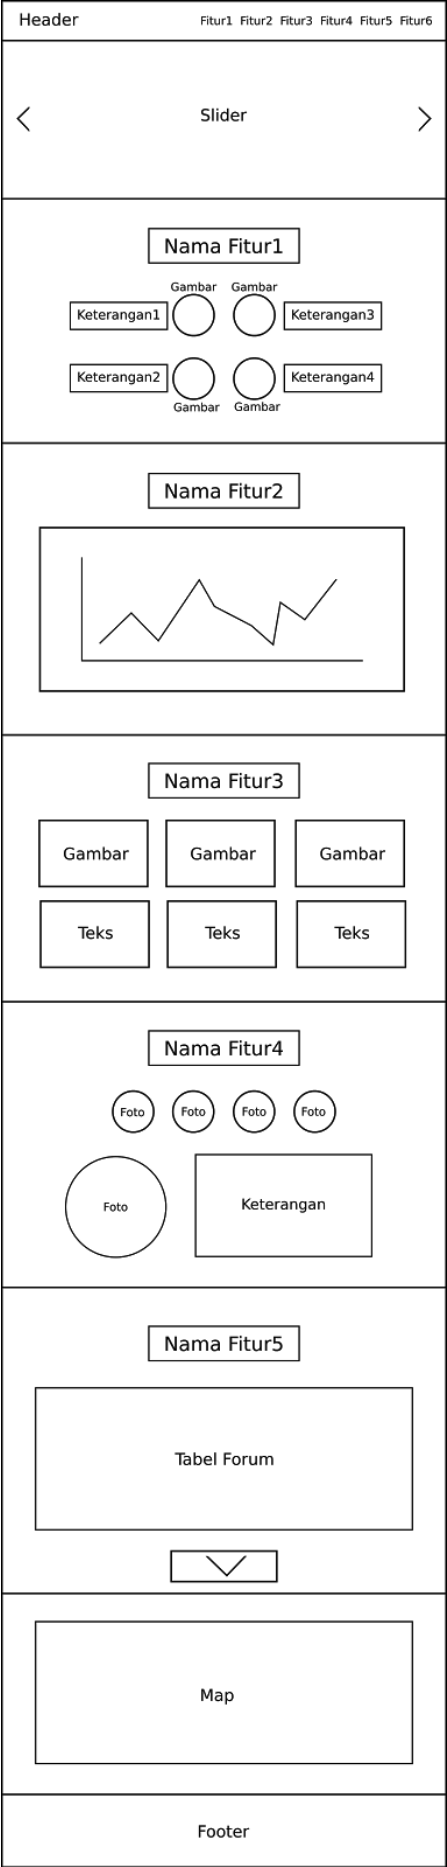 Header Fitur1 Fitur2 Fitur3 Fitur4 Fitur5 Fitur6
Slider
Nama Fitur1
Gambar Gambar
Keterangan1 Keterangan3
Keterangan2 Keterangan4
Gambar Gambar
Nama Fitur2
Nama Fitur3
Gambar Gambar Gambar
Teks Teks Teks
Nama Fitur4
Foto Foto Foto Foto
Foto Keterangan
Nama Fitur5
Tabel Forum
Map
Footer